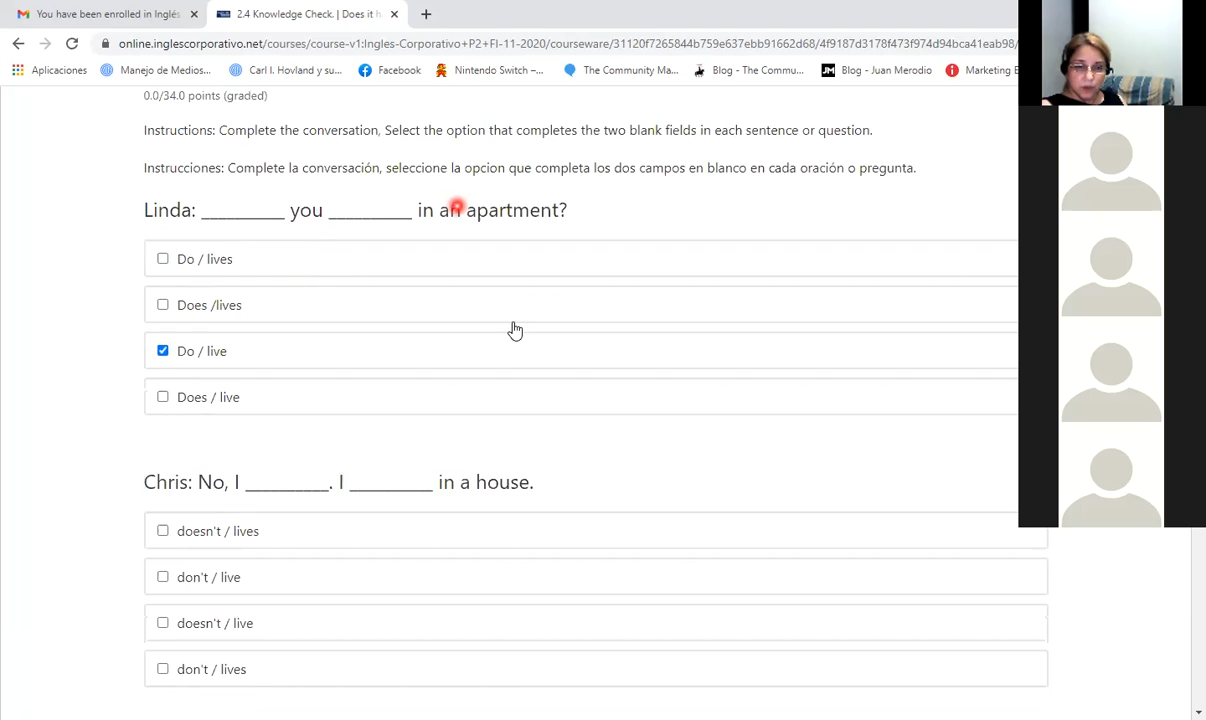 You have been enrolled in Inglés
2.4 Knowledge Check. | Does it h
online.inglescorporativo.net/courses/course-v1:Ingles-Corporativo+P2+FI-11-2020/courseware/31120f7265844b759e637ebb91662d68/4f9187d3178f473f974d94bca41eab98/
Aplicaciones
Manejo de Medios...
Carl I. Hovland y su...
Facebook
Nintendo Switch –...
The Community Ma...
Blog - The Commu...
JM Blog - Juan Merodio
Marketing E
0.0/34.0 points (graded)
Instructions: Complete the conversation, Select the option that completes the two blank fields in each sentence or question.
Instrucciones: Complete la conversación, seleccione la opcion que completa los dos campos en blanco en cada oración o pregunta.
Linda: __________ you __________ in an apartment?
Do / lives
Does /lives
Do / live
Does / live
Chris: No, I __________. I __________ in a house.
doesn't / lives
don't / live
doesn't / live
don't / lives